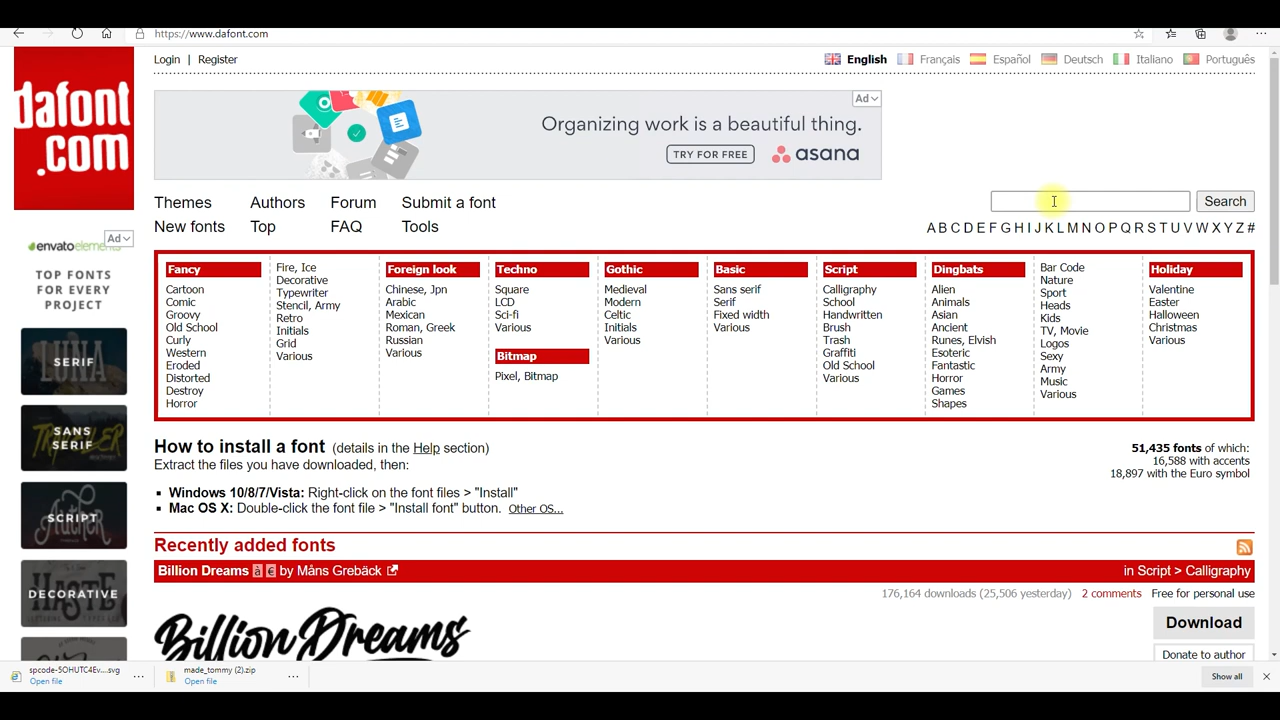 https://www.dafont.com
dafont
.com
Login | Register
English Français Español Deutsch Italiano Português
Ad
Organizing work is a beautiful thing.
TRY FOR FREE asana
Themes Authors Forum Submit a font
New fonts Top FAQ Tools
Search
A B C D E F G H I J K L M N O P Q R S T U V W X Y Z #
envato elements
Ad
TOP FONTS
FOR EVERY
PROJECT
SERIF
SANS
SERIF
SCRIPT
DECORATIVE
Fancy
Cartoon
Comic
Groovy
Old School
Curly
Western
Eroded
Distorted
Destroy
Horror
Fire, Ice
Decorative
Typewriter
Stencil, Army
Retro
Initials
Grid
Various
Foreign look
Chinese, Jpn
Arabic
Mexican
Roman, Greek
Russian
Various
Techno
Square
LCD
Sci-fi
Various
Bitmap
Pixel, Bitmap
Gothic
Medieval
Modern
Celtic
Initials
Various
Basic
Sans serif
Serif
Fixed width
Various
Script
Calligraphy
School
Handwritten
Brush
Trash
Graffiti
Old School
Various
Dingbats
Alien
Animals
Asian
Ancient
Runes, Elvish
Esoteric
Fantastic
Horror
Games
Shapes
Bar Code
Nature
Sport
Heads
Kids
TV, Movie
Logos
Sexy
Army
Music
Various
Holiday
Valentine
Easter
Halloween
Christmas
Various
How to install a font (details in the Help section)
Extract the files you have downloaded, then:
▪ Windows 10/8/7/Vista: Right-click on the font files > "Install"
▪ Mac OS X: Double-click the font file > "Install font" button. Other OS...
51,435 fonts of which:
16,588 with accents
18,897 with the Euro symbol
Recently added fonts
Billion Dreams à € by Måns Grebäck in Script > Calligraphy
176,164 downloads (25,506 yesterday) 2 comments Free for personal use
Billion Dreams
Download
Donate to author
spcode-5OHUTC4Ev....svg
Open file
...
made_tommy (2).zip
Open file
...
Show all